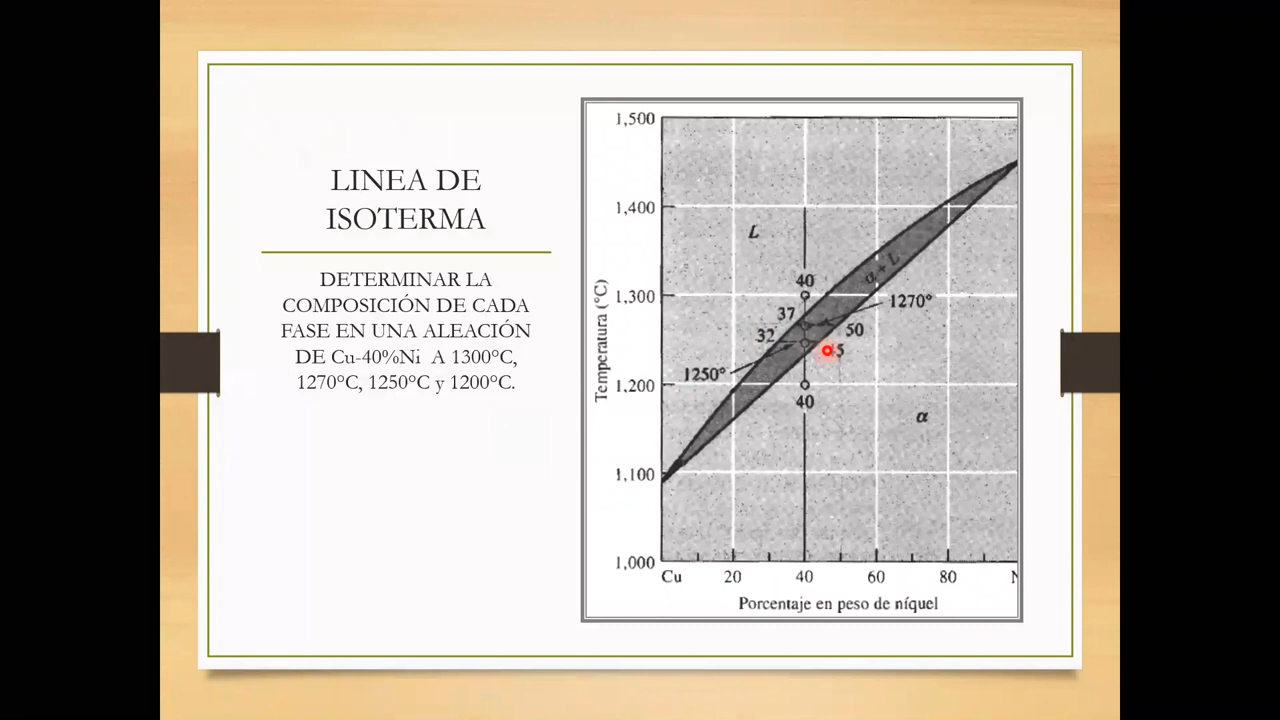 LINEA DE
ISOTERMA
DETERMINAR LA
COMPOSICIÓN DE CADA
FASE EN UNA ALEACIÓN
DE Cu-40%Ni A 1300°C,
1270°C, 1250°C y 1200°C.
1,500
1,400
1,300
1,200
1,100
1,000
Temperatura (°C)
L
α + L
40
37
1270°
32
50
5
1250°
40
α
Cu
20
40
60
80
Porcentaje en peso de níquel